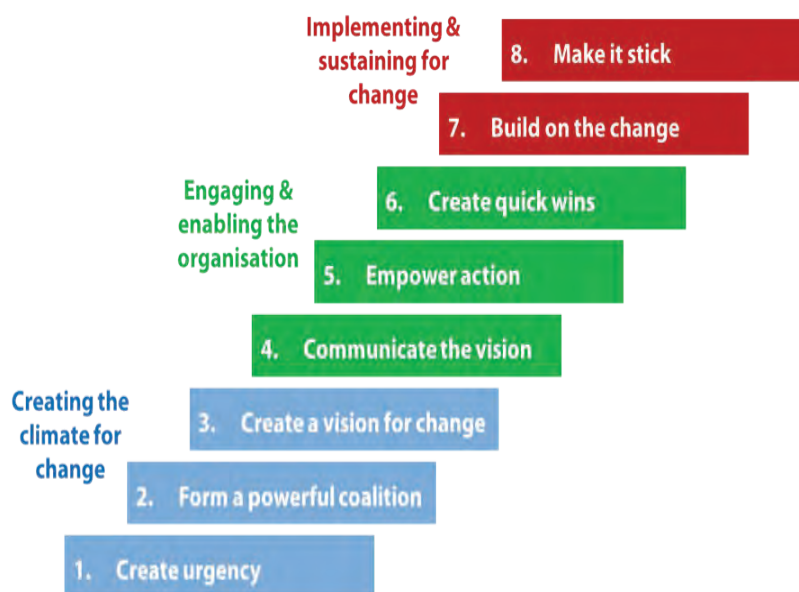 Implementing &
sustaining for
change
8. Make it stick
7. Build on the change
Engaging &
enabling the
organisation
6. Create quick wins
5. Empower action
4. Communicate the vision
Creating the
climate for
change
3. Create a vision for change
2. Form a powerful coalition
1. Create urgency